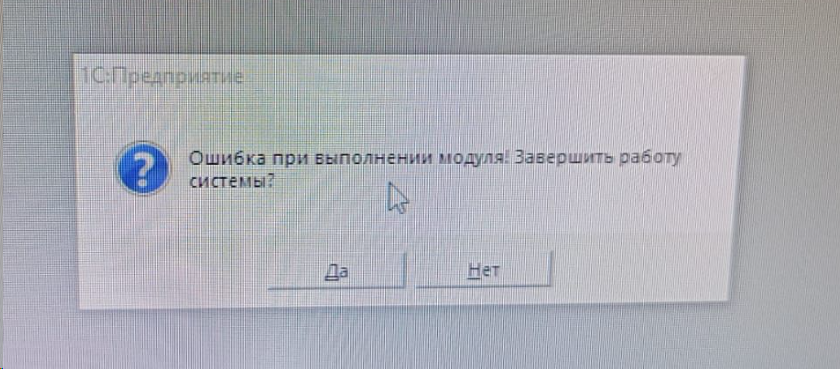 1С:Предприятие
Ошибка при выполнении модуля! Завершить работу
системы?
Да
Нет